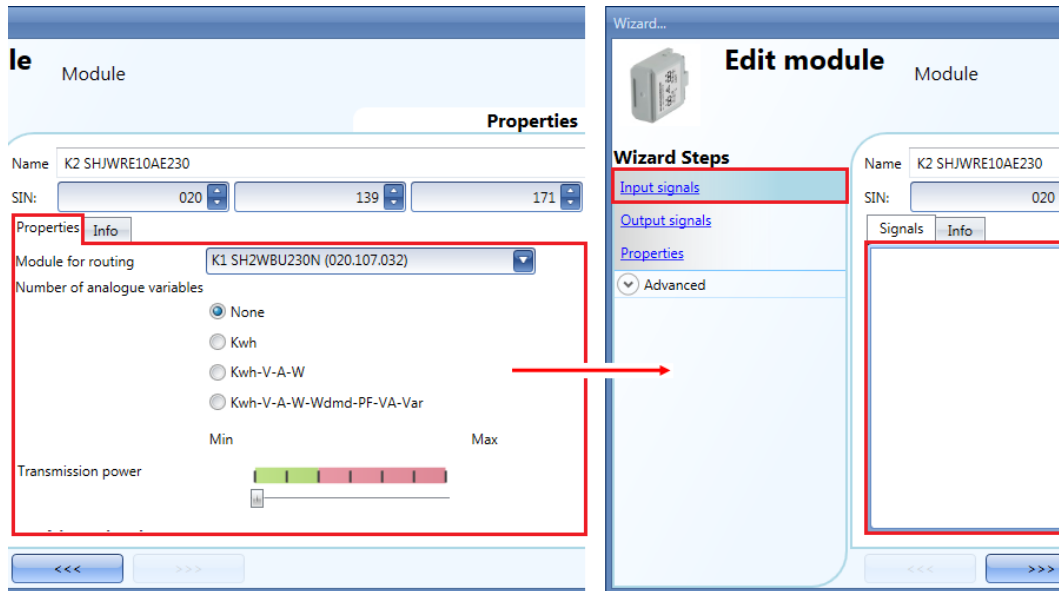 le
Module
Properties
Name K2 SHJWRE10AE230
SIN: 020 139 171
Properties Info
Module for routing K1 SH2WBU230N (020.107.032)
Number of analogue variables
None
Kwh
Kwh-V-A-W
Kwh-V-A-W-Wdmd-PF-VA-Var
Min Max
Transmission power
<<< >>>
Wizard...
Edit module
Module
Wizard Steps
Input signals
Output signals
Properties
Advanced
Name K2 SHJWRE10AE230
SIN: 020
Signals Info
<<< >>>